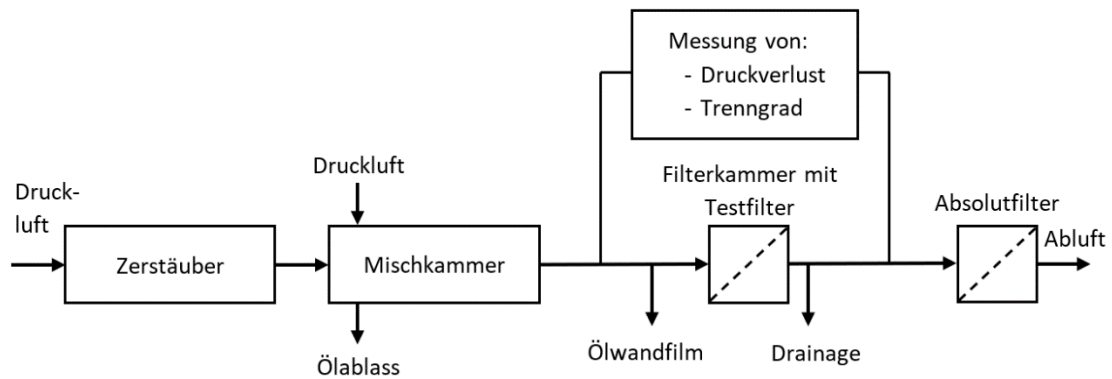 Messung von:
- Druckverlust
- Trenngrad
Druckluft
Druck-
luft
Filterkammer mit
Testfilter
Absolutfilter
Abluft
Zerstäuber
Mischkammer
Ölablass
Ölwandfilm
Drainage